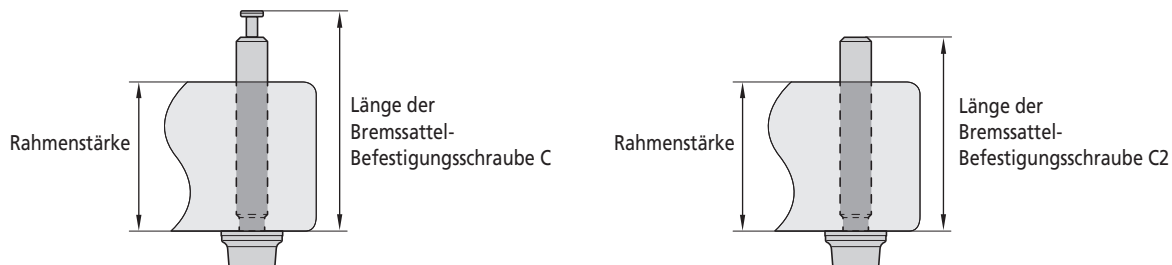 Rahmenstärke
Länge der
Bremssattel-
Befestigungsschraube C
Rahmenstärke
Länge der
Bremssattel-
Befestigungsschraube C2